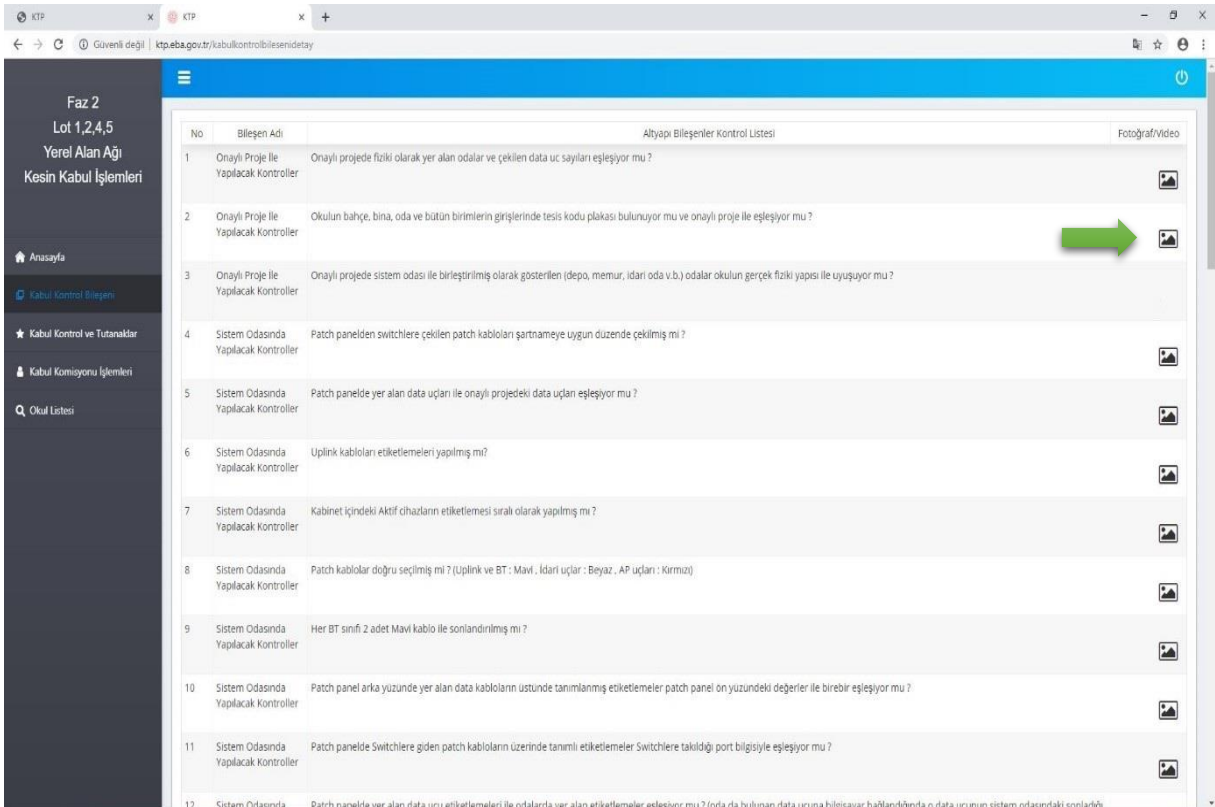 KTP
KTP
Güvenli değil | ktp.eba.gov.tr/kabulkontrolbilesenidetay
Faz 2
Lot 1,2,4,5
Yerel Alan Ağı
Kesin Kabul İşlemleri
Anasayfa
Kabul Kontrol Bileşeni
Kabul Kontrol ve Tutanaklar
Kabul Komisyonu İşlemleri
Okul Listesi
No Bileşen Adı Altyapı Bileşenler Kontrol Listesi Fotoğraf/Video
1 Onaylı Proje İle Onaylı projede fiziki olarak yer alan odalar ve çekilen data uc sayıları eşleşiyor mu ?
Yapılacak Kontroller
2 Onaylı Proje İle Okulun bahçe, bina, oda ve bütün birimlerin girişlerinde tesis kodu plakası bulunuyor mu ve onaylı proje ile eşleşiyor mu ?
Yapılacak Kontroller
3 Onaylı Proje İle Onaylı projede sistem odası ile birleştirilmiş olarak gösterilen (depo, memur, idari oda v.b.) odalar okulun gerçek fiziki yapısı ile uyuşuyor mu ?
Yapılacak Kontroller
4 Sistem Odasında Patch panelden switchlere çekilen patch kabloları şartnameye uygun düzende çekilmiş mi ?
Yapılacak Kontroller
5 Sistem Odasında Patch panelde yer alan data uçları ile onaylı projedeki data uçları eşleşiyor mu ?
Yapılacak Kontroller
6 Sistem Odasında Uplink kabloları etiketlemeleri yapılmış mı?
Yapılacak Kontroller
7 Sistem Odasında Kabinet içindeki Aktif cihazların etiketlemesi sıralı olarak yapılmış mı ?
Yapılacak Kontroller
8 Sistem Odasında Patch kablolar doğru seçilmiş mi ? (Uplink ve BT : Mavi , İdari uçlar : Beyaz , AP uçları : Kırmızı)
Yapılacak Kontroller
9 Sistem Odasında Her BT sınıfı 2 adet Mavi kablo ile sonlandırılmış mı ?
Yapılacak Kontroller
10 Sistem Odasında Patch panel arka yüzünde yer alan data kabloların üstünde tanımlanmış etiketlemeler patch panel ön yüzündeki değerler ile birebir eşleşiyor mu ?
Yapılacak Kontroller
11 Sistem Odasında Patch panelde Switchlere giden patch kabloların üzerinde tanımlı etiketlemeler Switchlere takıldığı port bilgisiyle eşleşiyor mu ?
Yapılacak Kontroller
12 Sistem Odasında Patch panelde yer alan data ucu etiketlemeleri ile odalarda yer alan etiketlemeler eşleşiyor mu ? (oda da bulunan data ucuna bilgisayar bağlandığında o data ucunun sistem odasındaki sonladığı